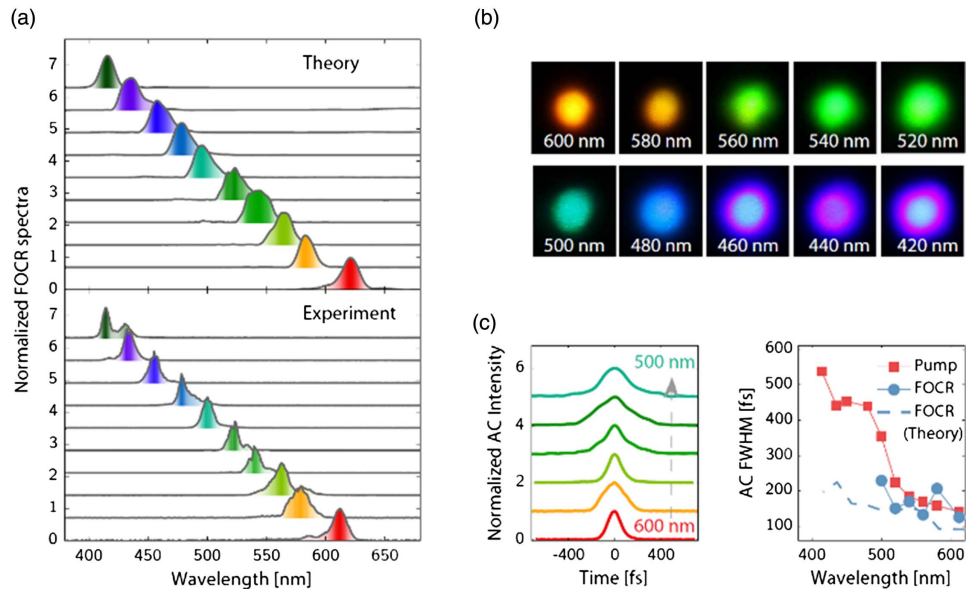 (a)
Normalized FOCR spectra
7
6
5
4
3
2
1
0
Theory
7
6
5
4
3
2
1
0
Experiment
400 450 500 550 600 650
Wavelength [nm]
(b)
600 nm 580 nm 560 nm 540 nm 520 nm
500 nm 480 nm 460 nm 440 nm 420 nm
(c)
Normalized AC Intensity
6
4
2
0
500 nm
600 nm
-4000 0 4000
Time [fs]
AC FWHM [fs]
600
500
400
300
200
100
Pump
FOCR
FOCR
(Theory)
400 500 600
Wavelength [nm]